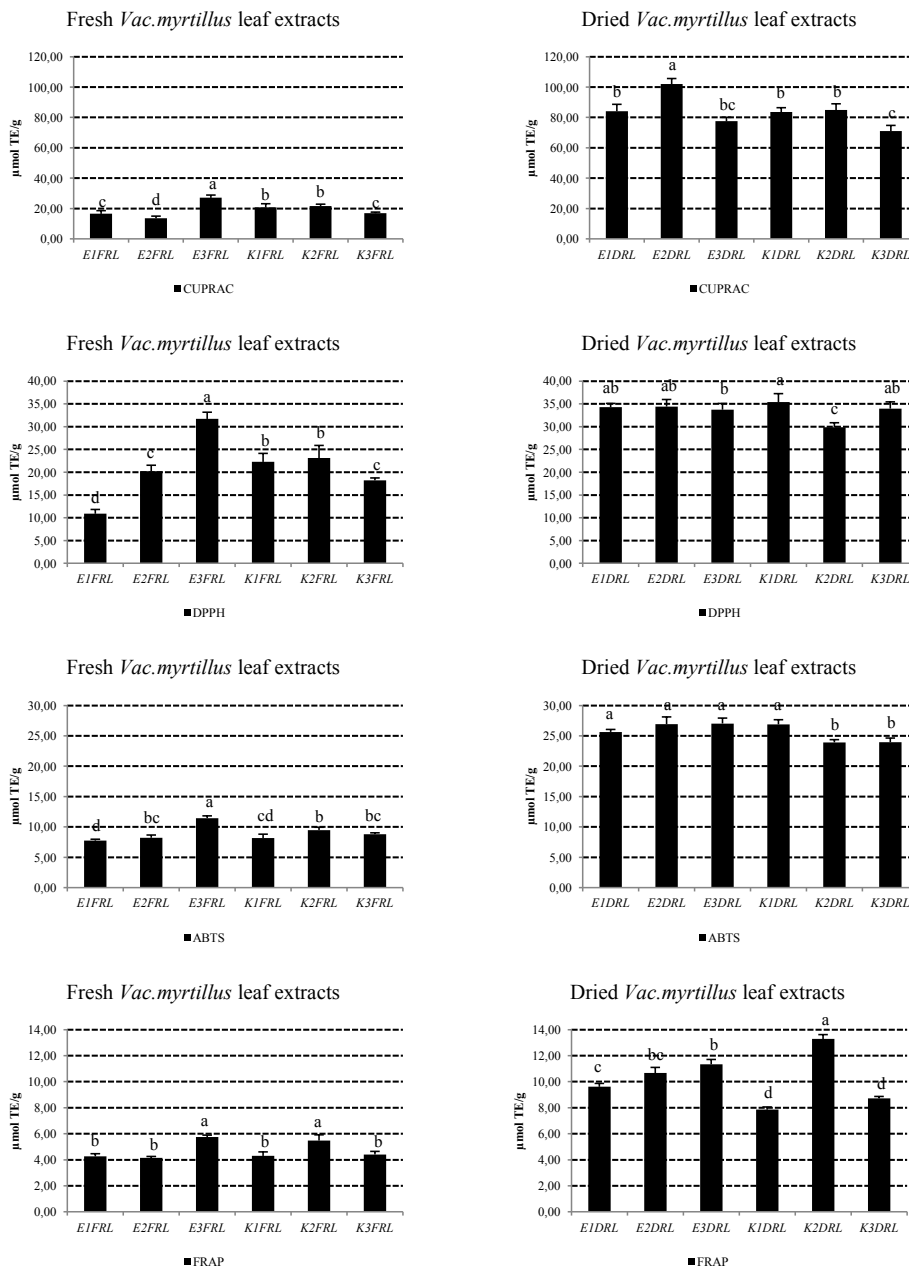 Fresh Vac.myrtillus leaf extracts
120,00
100,00
80,00
60,00
40,00
20,00
0,00
µmol TE/g
c d a b b c
E1FRL E2FRL E3FRL K1FRL K2FRL K3FRL
CUPRAC
Dried Vac.myrtillus leaf extracts
120,00
100,00
80,00
60,00
40,00
20,00
0,00
µmol TE/g
b a bc b b c
E1DRL E2DRL E3DRL K1DRL K2DRL K3DRL
CUPRAC
Fresh Vac.myrtillus leaf extracts
40,00
35,00
30,00
25,00
20,00
15,00
10,00
5,00
0,00
µmol TE/g
d c a b b c
E1FRL E2FRL E3FRL K1FRL K2FRL K3FRL
DPPH
Dried Vac.myrtillus leaf extracts
40,00
35,00
30,00
25,00
20,00
15,00
10,00
5,00
0,00
µmol TE/g
ab ab b a c ab
E1DRL E2DRL E3DRL K1DRL K2DRL K3DRL
DPPH
Fresh Vac.myrtillus leaf extracts
30,00
25,00
20,00
15,00
10,00
5,00
0,00
µmol TE/g
d bc a cd b bc
E1FRL E2FRL E3FRL K1FRL K2FRL K3FRL
ABTS
Dried Vac.myrtillus leaf extracts
30,00
25,00
20,00
15,00
10,00
5,00
0,00
µmol TE/g
a a a a b b
E1DRL E2DRL E3DRL K1DRL K2DRL K3DRL
ABTS
Fresh Vac.myrtillus leaf extracts
14,00
12,00
10,00
8,00
6,00
4,00
2,00
0,00
µmol TE/g
b b a b a b
E1FRL E2FRL E3FRL K1FRL K2FRL K3FRL
FRAP
Dried Vac.myrtillus leaf extracts
14,00
12,00
10,00
8,00
6,00
4,00
2,00
0,00
µmol TE/g
c bc b d a d
E1DRL E2DRL E3DRL K1DRL K2DRL K3DRL
FRAP